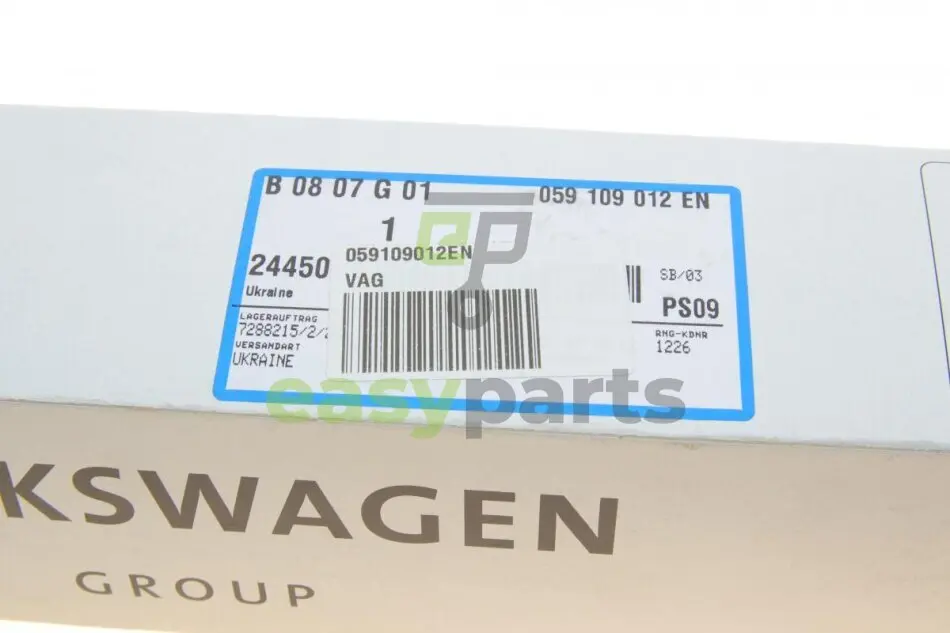 B 08 07 G 01 059 109 012 EN
1
059109012EN
24450 SB/03
VAG
Ukraine PS09
LAGERAUFTRAG RNG-KDNR
7288215/2/
VERSANDART 1226
UKRAINE
easyparts
KSWAGEN
GROUP